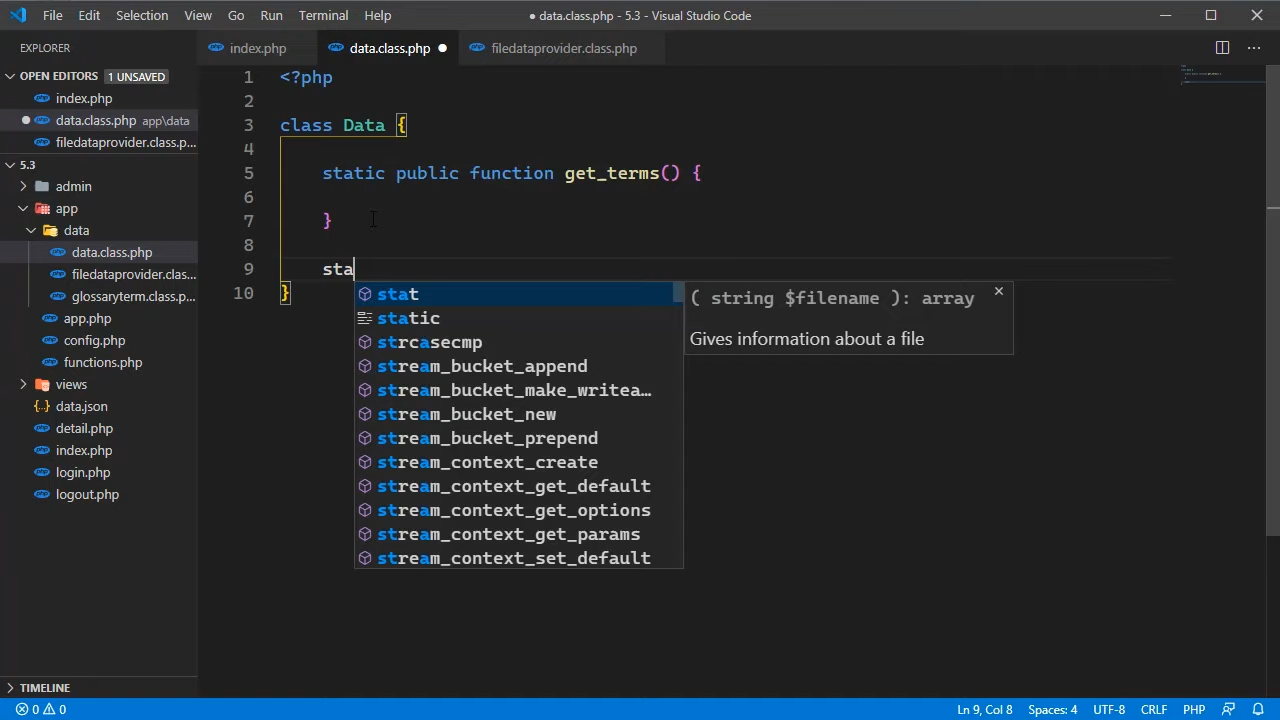 File Edit Selection View Go Run Terminal Help
● data.class.php - 5.3 - Visual Studio Code
EXPLORER
index.php
data.class.php
filedataprovider.class.php
OPEN EDITORS 1 UNSAVED
index.php
data.class.php app\data
filedataprovider.class.p...
5.3
admin
app
data
data.class.php
filedataprovider.clas...
glossaryterm.class.p...
app.php
config.php
functions.php
views
data.json
detail.php
index.php
login.php
logout.php
TIMELINE
1 <?php
2
3 class Data {
4
5 static public function get_terms() {
6
7 }
8
9 sta
10 }
stat
static
strcasecmp
stream_bucket_append
stream_bucket_make_writea...
stream_bucket_new
stream_bucket_prepend
stream_context_create
stream_context_get_default
stream_context_get_options
stream_context_get_params
stream_context_set_default
( string $filename ): array
Gives information about a file
0 0
Ln 9, Col 8 Spaces: 4 UTF-8 CRLF PHP